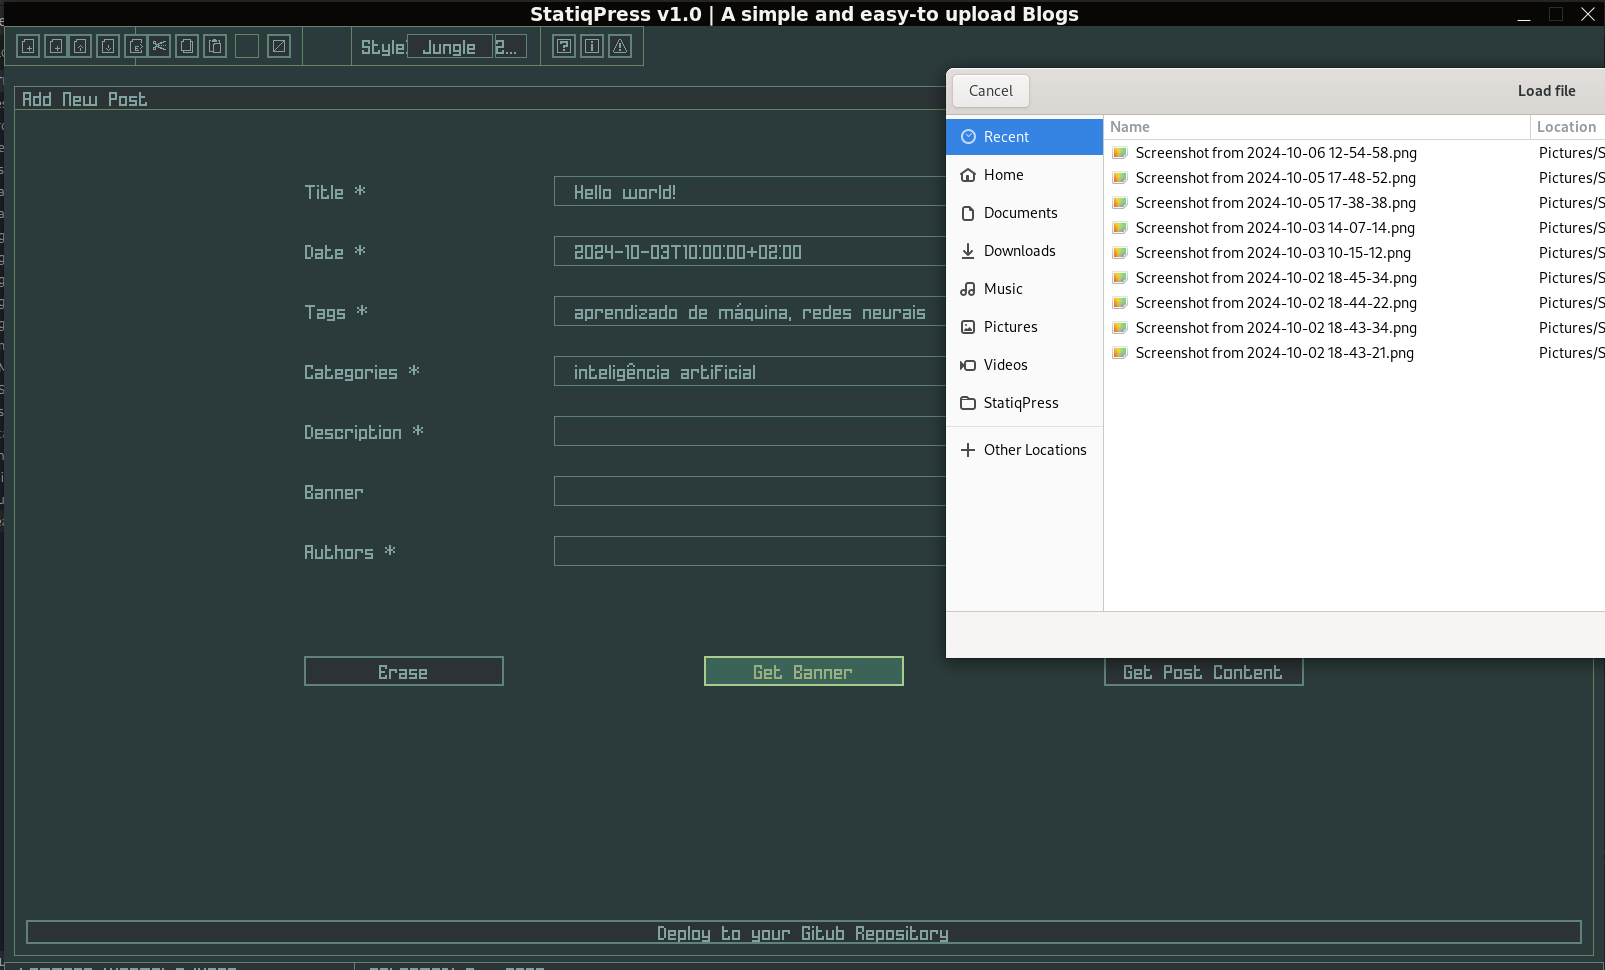 StatiqPress v1.0 | A simple and easy-to upload Blogs
Style: Jungle 2...
Add New Post
Title * Hello world!
Date * 2024-10-03T10:00:00+02:00
Tags * aprendizado de máquina, redes neurais
Categories * inteligência artificial
Description *
Banner
Authors *
Erase
Get Banner
Get Post Content
Deploy to your Gitub Repository
Cancel
Load file
Recent
Home
Documents
Downloads
Music
Pictures
Videos
StatiqPress
Other Locations
Name Location
Screenshot from 2024-10-06 12-54-58.png Pictures/S
Screenshot from 2024-10-05 17-48-52.png Pictures/S
Screenshot from 2024-10-05 17-38-38.png Pictures/S
Screenshot from 2024-10-03 14-07-14.png Pictures/S
Screenshot from 2024-10-03 10-15-12.png Pictures/S
Screenshot from 2024-10-02 18-45-34.png Pictures/S
Screenshot from 2024-10-02 18-44-22.png Pictures/S
Screenshot from 2024-10-02 18-43-34.png Pictures/S
Screenshot from 2024-10-02 18-43-21.png Pictures/S